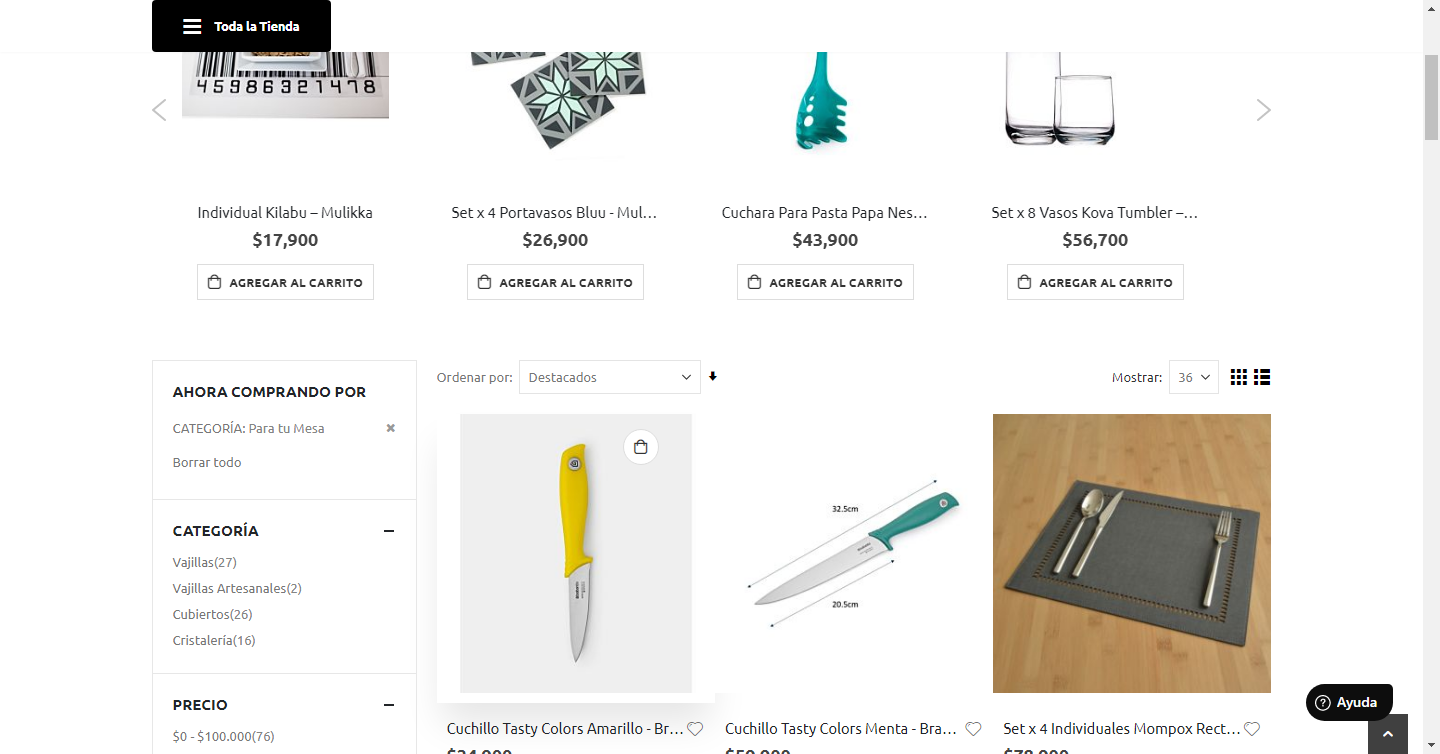 Toda la Tienda
45986321478
Individual Kilabu – Mulikka
Set x 4 Portavasos Bluu - Mul...
Cuchara Para Pasta Papa Nes...
Set x 8 Vasos Kova Tumbler –...
$17,900
$26,900
$43,900
$56,700
AGREGAR AL CARRITO
AGREGAR AL CARRITO
AGREGAR AL CARRITO
AGREGAR AL CARRITO
AHORA COMPRANDO POR
CATEGORÍA: Para tu Mesa
Borrar todo
CATEGORÍA
Vajillas(27)
Vajillas Artesanales(2)
Cubiertos(26)
Cristalería(16)
PRECIO
$0 - $100.000(76)
Ordenar por: Destacados
Mostrar: 36
32.5cm
20.5cm
Cuchillo Tasty Colors Amarillo - Br...
Cuchillo Tasty Colors Menta - Bra...
Set x 4 Individuales Mompox Rect...
Ayuda